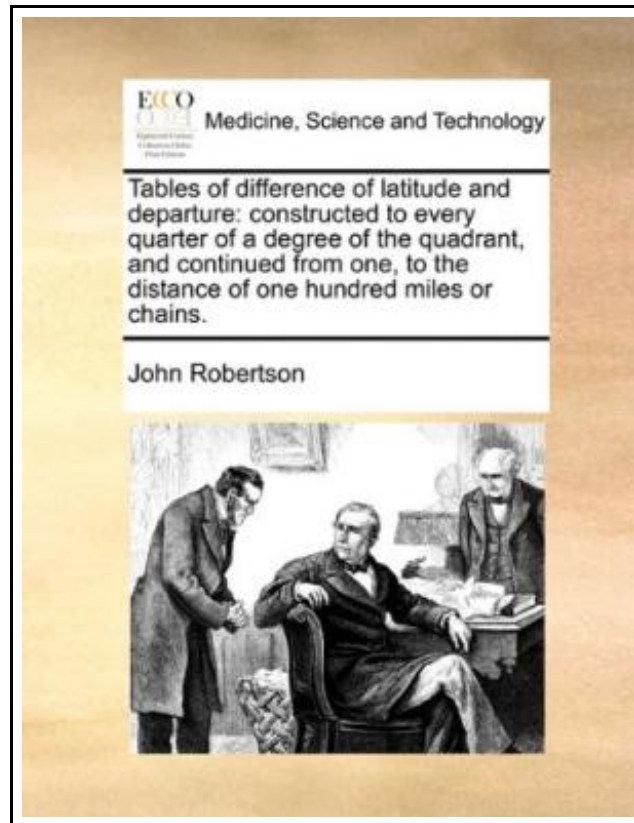 ECCO
Medicine, Science and Technology
Tables of difference of latitude and
departure: constructed to every
quarter of a degree of the quadrant,
and continued from one, to the
distance of one hundred miles or
chains.
John Robertson